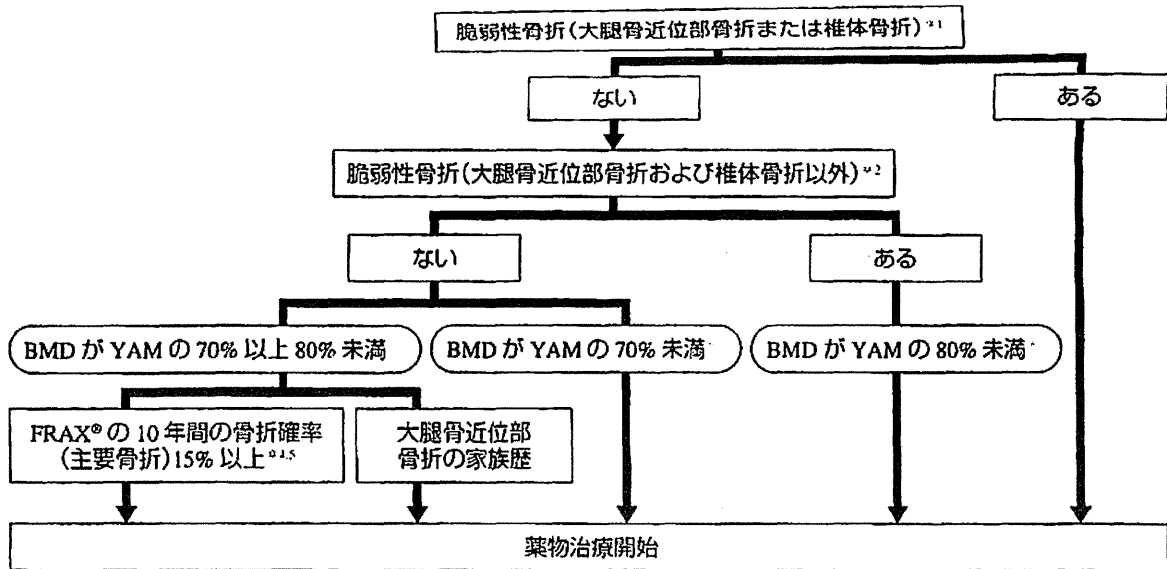 脆弱性骨折(大腿骨近位部骨折または椎体骨折)※1
ない
ある
脆弱性骨折(大腿骨近位部骨折および椎体骨折以外)※2
ない
ある
BMD が YAM の 70% 以上 80% 未満
BMD が YAM の 70% 未満
BMD が YAM の 80% 未満
FRAX® の 10 年間の骨折確率
(主要骨折)15% 以上※4,5
大腿骨近位部
骨折の家族歴
薬物治療開始